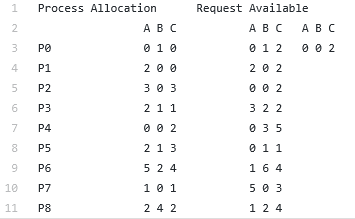 1 Process Allocation Request Available
2 A B C A B C A B C
3 P0 0 1 0 0 1 2 0 0 2
4 P1 2 0 0 2 0 2
5 P2 3 0 3 0 0 2
6 P3 2 1 1 3 2 2
7 P4 0 0 2 0 3 5
8 P5 2 1 3 0 1 1
9 P6 5 2 4 1 6 4
10 P7 1 0 1 5 0 3
11 P8 2 4 2 1 2 4